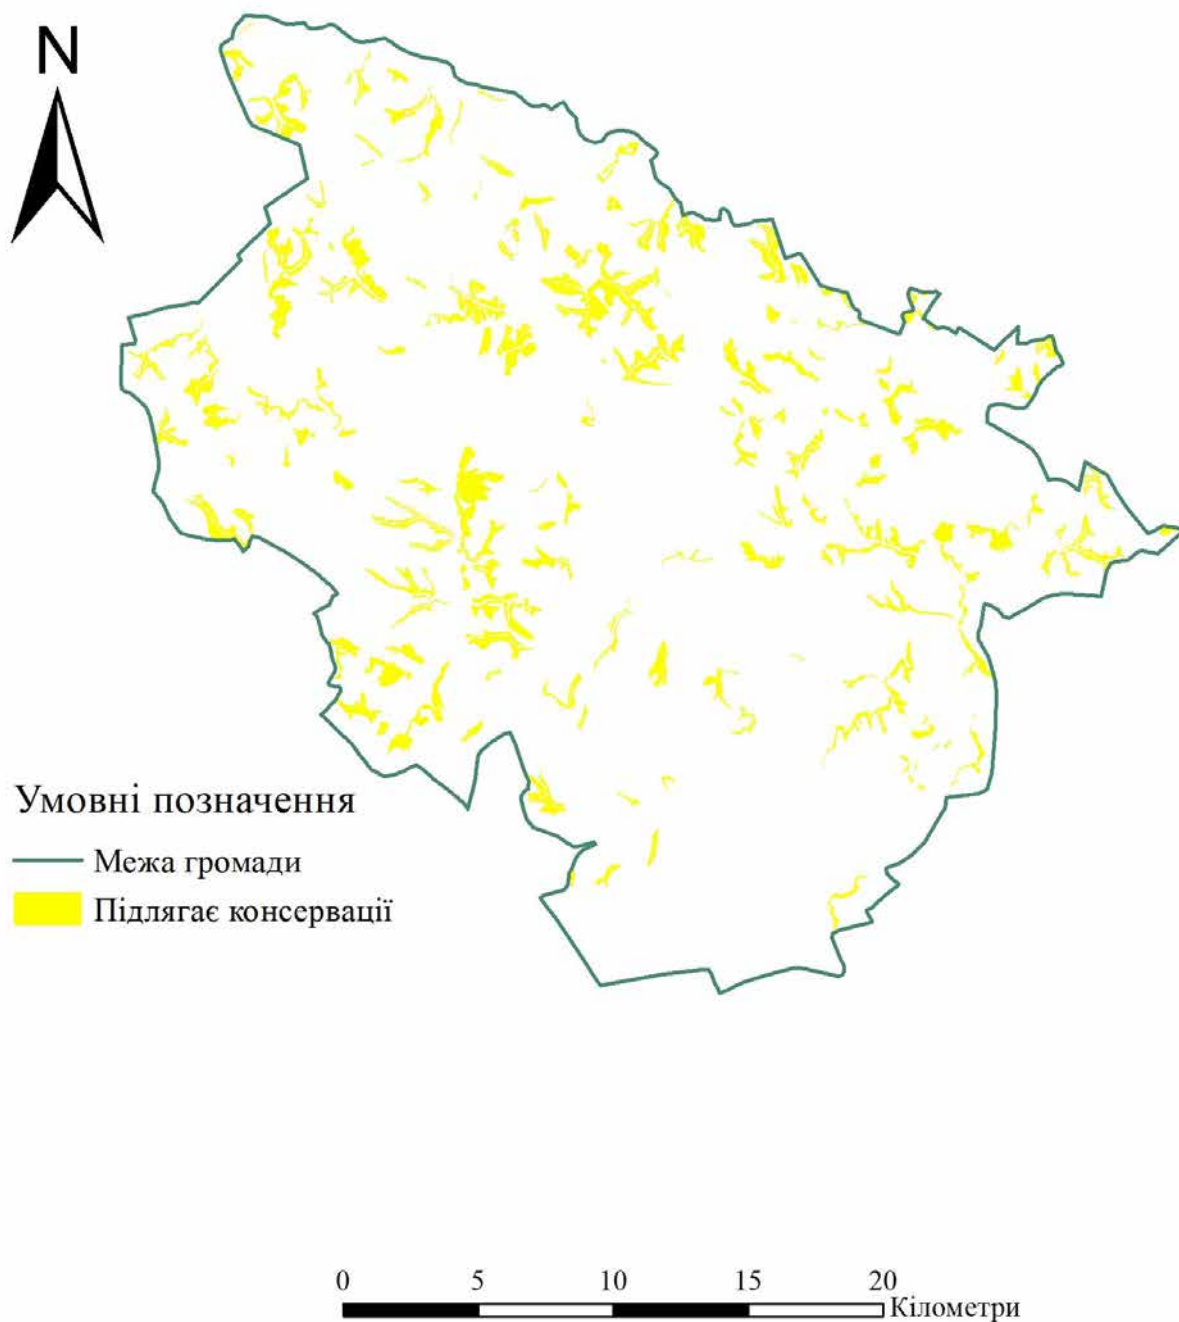 N
Умовні позначення
Межа громади
Підлягає консервації
0 5 10 15 20
Кілометри